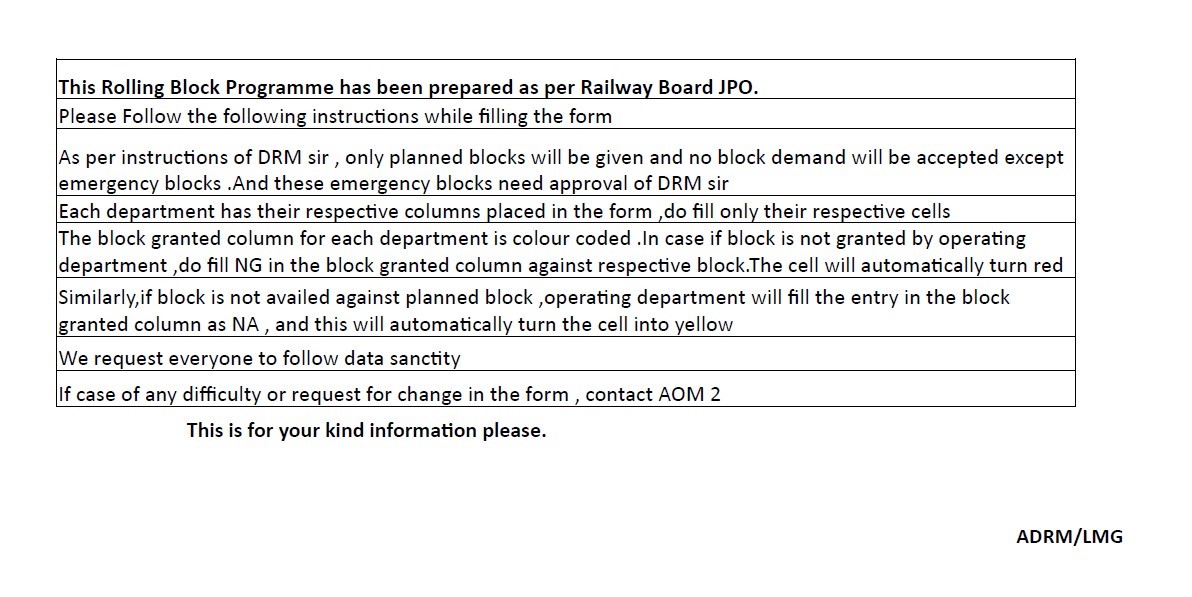 This Rolling Block Programme has been prepared as per Railway Board JPO.
Please Follow the following instructions while filling the form
As per instructions of DRM sir , only planned blocks will be given and no block demand will be accepted except
emergency blocks .And these emergency blocks need approval of DRM sir
Each department has their respective columns placed in the form ,do fill only their respective cells
The block granted column for each department is colour coded .In case if block is not granted by operating
department ,do fill NG in the block granted column against respective block.The cell will automatically turn red
Similarly,if block is not availed against planned block ,operating department will fill the entry in the block
granted column as NA , and this will automatically turn the cell into yellow
We request everyone to follow data sanctity
If case of any difficulty or request for change in the form , contact AOM 2
This is for your kind information please.
ADRM/LMG